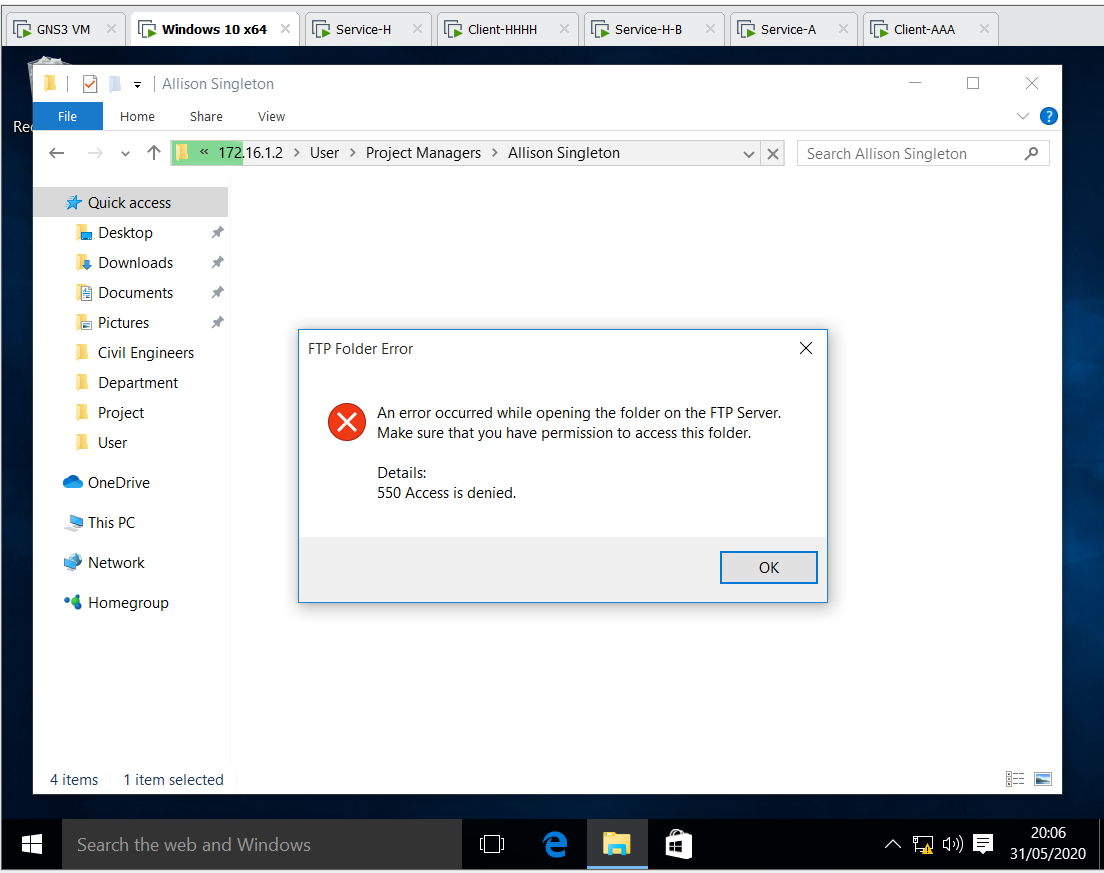 GNS3 VM
Windows 10 x64
Service-H
Client-HHHH
Service-H-B
Service-A
Client-AAA
Allison Singleton
File Home Share View
?
« 172.16.1.2 > User > Project Managers > Allison Singleton
Search Allison Singleton
Quick access
Desktop
Downloads
Documents
Pictures
Civil Engineers
Department
Project
User
OneDrive
This PC
Network
Homegroup
FTP Folder Error
An error occurred while opening the folder on the FTP Server.
Make sure that you have permission to access this folder.
Details:
550 Access is denied.
OK
4 items 1 item selected
Search the web and Windows
20:06
31/05/2020